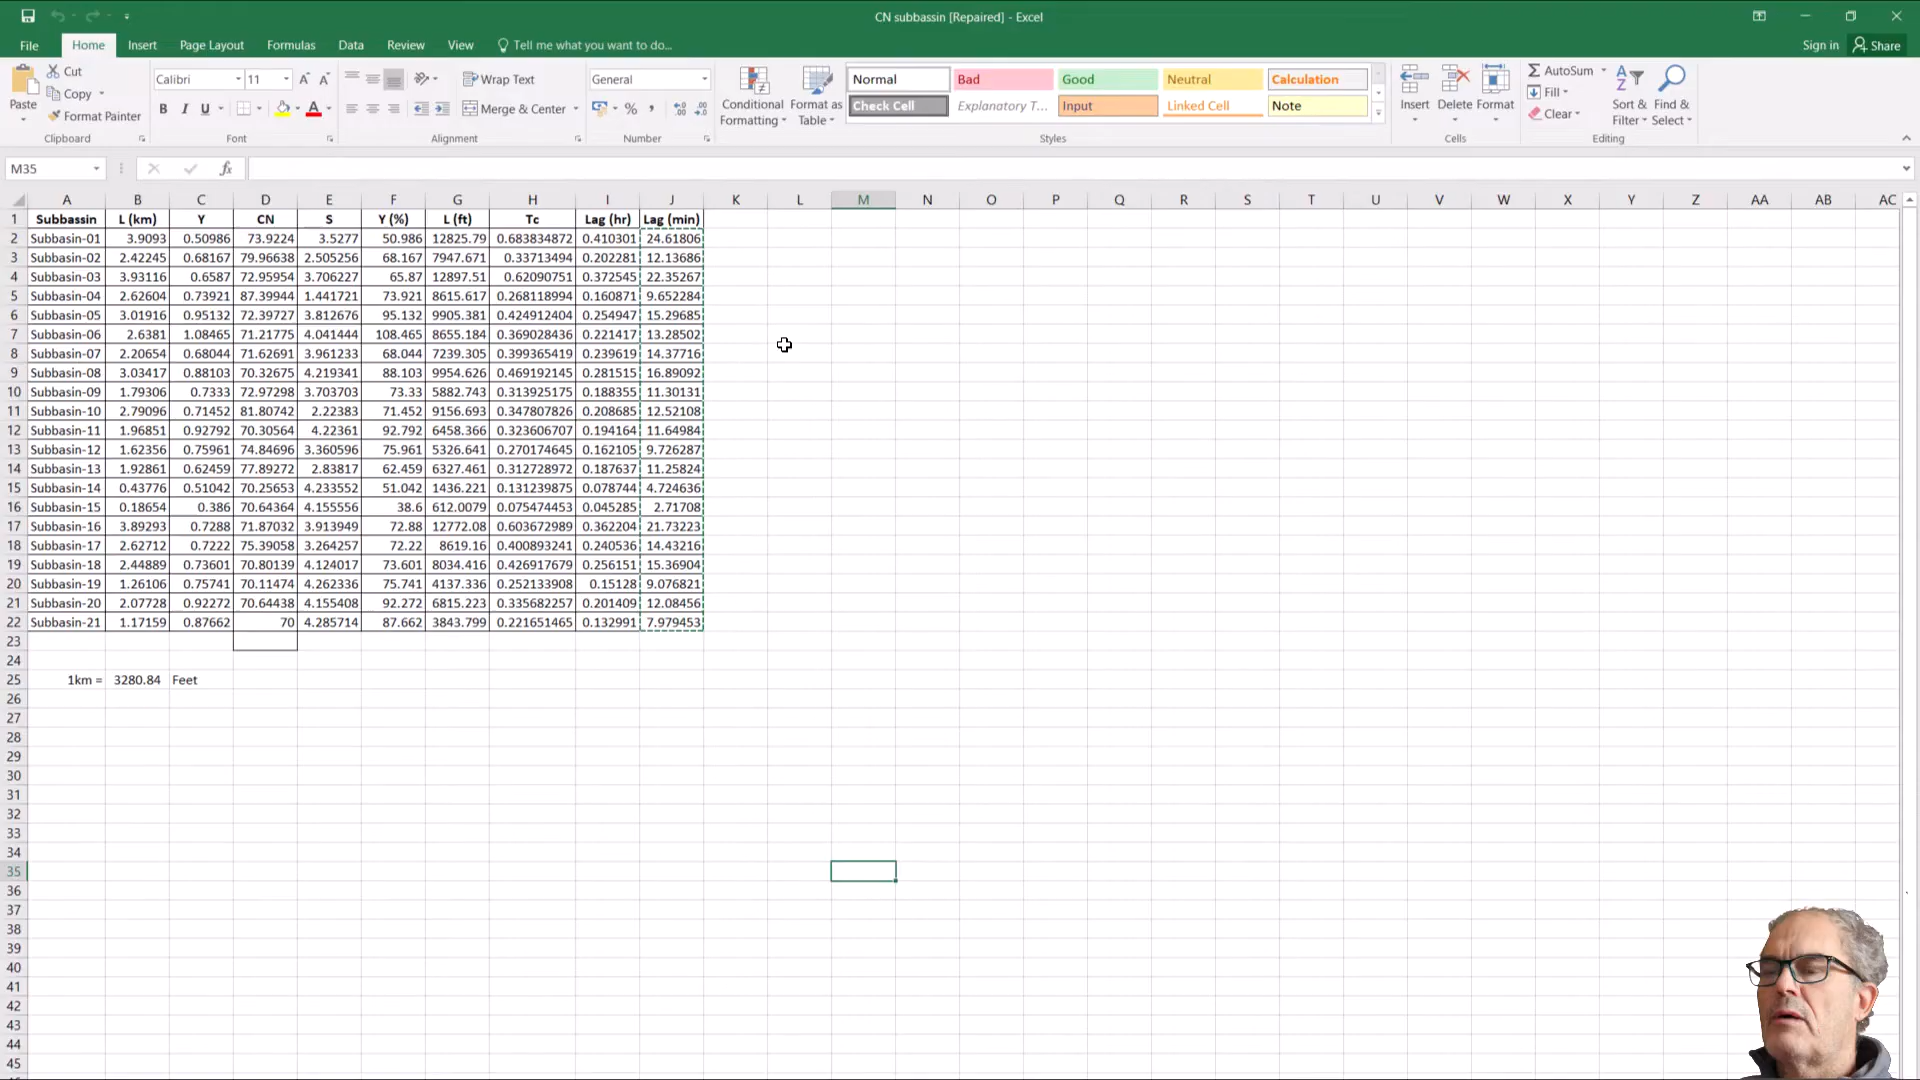 CN subbassin [Repaired] - Excel
File Home Insert Page Layout Formulas Data Review View Tell me what you want to do... Sign in Share
Paste Cut Copy Format Painter Clipboard
Calibri 11 A A B I U A Font
Wrap Text Merge & Center Alignment
General % , Number
Conditional Formatting Format as Table
Normal Bad Good Neutral Calculation
Check Cell Explanatory T... Input Linked Cell Note
Styles
Insert Delete Format Cells
AutoSum Fill Clear Sort & Filter Find & Select Editing
M35 fx
A B C D E F G H I J K L M N O P Q R S T U V W X Y Z AA AB AC
1 Subbassin L (km) Y CN S Y (%) L (ft) Tc Lag (hr) Lag (min)
2 Subbasin-01 3.9093 0.50986 73.9224 3.5277 50.986 12825.79 0.683834872 0.410301 24.61806
3 Subbasin-02 2.42245 0.68167 79.96638 2.505256 68.167 7947.671 0.33713494 0.202281 12.13686
4 Subbasin-03 3.93116 0.6587 72.95954 3.706227 65.87 12897.51 0.62090751 0.372545 22.35267
5 Subbasin-04 2.62604 0.73921 87.39944 1.441721 73.921 8615.617 0.268118994 0.160871 9.652284
6 Subbasin-05 3.01916 0.95132 72.39727 3.812676 95.132 9905.381 0.424912404 0.254947 15.29685
7 Subbasin-06 2.6381 1.08465 71.21775 4.041444 108.465 8655.184 0.369028436 0.221417 13.28502
8 Subbasin-07 2.20654 0.68044 71.62691 3.961233 68.044 7239.305 0.399365419 0.239619 14.37716
9 Subbasin-08 3.03417 0.88103 70.32675 4.219341 88.103 9954.626 0.469192145 0.281515 16.89092
10 Subbasin-09 1.79306 0.7333 72.97298 3.703703 73.33 5882.743 0.313925175 0.188355 11.30131
11 Subbasin-10 2.79096 0.71452 81.80742 2.22383 71.452 9156.693 0.347807826 0.208685 12.52108
12 Subbasin-11 1.96851 0.92792 70.30564 4.22361 92.792 6458.366 0.323606707 0.194164 11.64984
13 Subbasin-12 1.62356 0.75961 74.84696 3.360596 75.961 5326.641 0.270174645 0.162105 9.726287
14 Subbasin-13 1.92861 0.62459 77.89272 2.83817 62.459 6327.461 0.312728972 0.187637 11.25824
15 Subbasin-14 0.43776 0.51042 70.25653 4.233552 51.042 1436.221 0.131239875 0.078744 4.724636
16 Subbasin-15 0.18654 0.386 70.64364 4.155556 38.6 612.0079 0.075474453 0.045285 2.71708
17 Subbasin-16 3.89293 0.7288 71.87032 3.913949 72.88 12772.08 0.603672989 0.362204 21.73223
18 Subbasin-17 2.62712 0.7222 75.39058 3.264257 72.22 8619.16 0.400893241 0.240536 14.43216
19 Subbasin-18 2.44889 0.73601 70.80139 4.124017 73.601 8034.416 0.426917679 0.256151 15.36904
20 Subbasin-19 1.26106 0.75741 70.11474 4.262336 75.741 4137.336 0.252133908 0.15128 9.076821
21 Subbasin-20 2.07728 0.92272 70.64438 4.155408 92.272 6815.223 0.335682257 0.201409 12.08456
22 Subbasin-21 1.17159 0.87662 70 4.285714 87.662 3843.799 0.221651465 0.132991 7.979453
23
24
25 1km = 3280.84 Feet
26
27
28
29
30
31
32
33
34
35
36
37
38
39
40
41
42
43
44
45